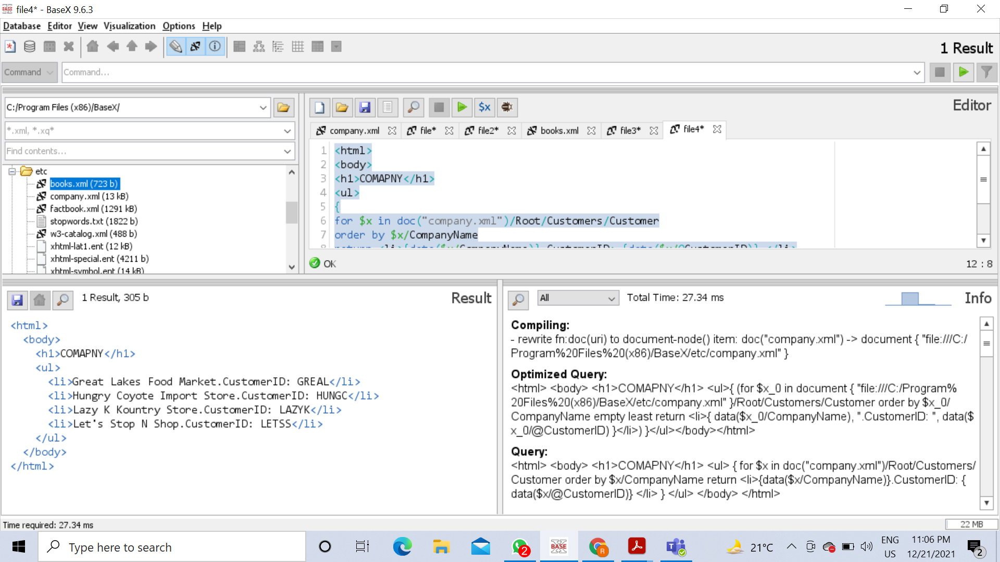 file4* - BaseX 9.6.3
Database Editor View Visualization Options Help
1 Result
Command
Command...
C:/Program Files (x86)/BaseX/
*.xml, *.xq*
Find contents...
etc
books.xml (723 b)
company.xml (13 kB)
factbook.xml (1291 kB)
stopwords.txt (1822 b)
w3-catalog.xml (488 b)
xhtml-lat1.ent (12 kB)
xhtml-special.ent (4211 b)
xhtml-symbol.ent (14 kB)
$x
Editor
company.xml file* file2* books.xml file3* file4*
1 <html>
2 <body>
3 <h1>COMAPNY</h1>
4 <ul>
5 {
6 for $x in doc("company.xml")/Root/Customers/Customer
7 order by $x/CompanyName
8 return <li>{data($x/CompanyName)}.CustomerID: {data($x/@CustomerID)} </li>
OK
12 : 8
1 Result, 305 b
Result
<html>
<body>
<h1>COMAPNY</h1>
<ul>
<li>Great Lakes Food Market.CustomerID: GREAL</li>
<li>Hungry Coyote Import Store.CustomerID: HUNGC</li>
<li>Lazy K Kountry Store.CustomerID: LAZYK</li>
<li>Let's Stop N Shop.CustomerID: LETSS</li>
</ul>
</body>
</html>
All
Total Time: 27.34 ms
Info
Compiling:
- rewrite fn:doc(uri) to document-node() item: doc("company.xml") -> document { "file:///C:/
Program%20Files%20(x86)/BaseX/etc/company.xml" }
Optimized Query:
<html> <body> <h1>COMAPNY</h1> <ul>{ (for $x_0 in document { "file:///C:/Program%
20Files%20(x86)/BaseX/etc/company.xml" }/Root/Customers/Customer order by $x_0/
CompanyName empty least return <li>{ data($x_0/CompanyName), ".CustomerID: ", data($
x_0/@CustomerID) }</li>) }</ul></body></html>
Query:
<html> <body> <h1>COMAPNY</h1> <ul> { for $x in doc("company.xml")/Root/Customers/
Customer order by $x/CompanyName return <li>{data($x/CompanyName)}.CustomerID: {
data($x/@CustomerID)} </li> } </ul> </body> </html>
Time required: 27.34 ms
22 MB
Type here to search
2
BASE
R
T
21°C
ENG
US
11:06 PM
12/21/2021
2